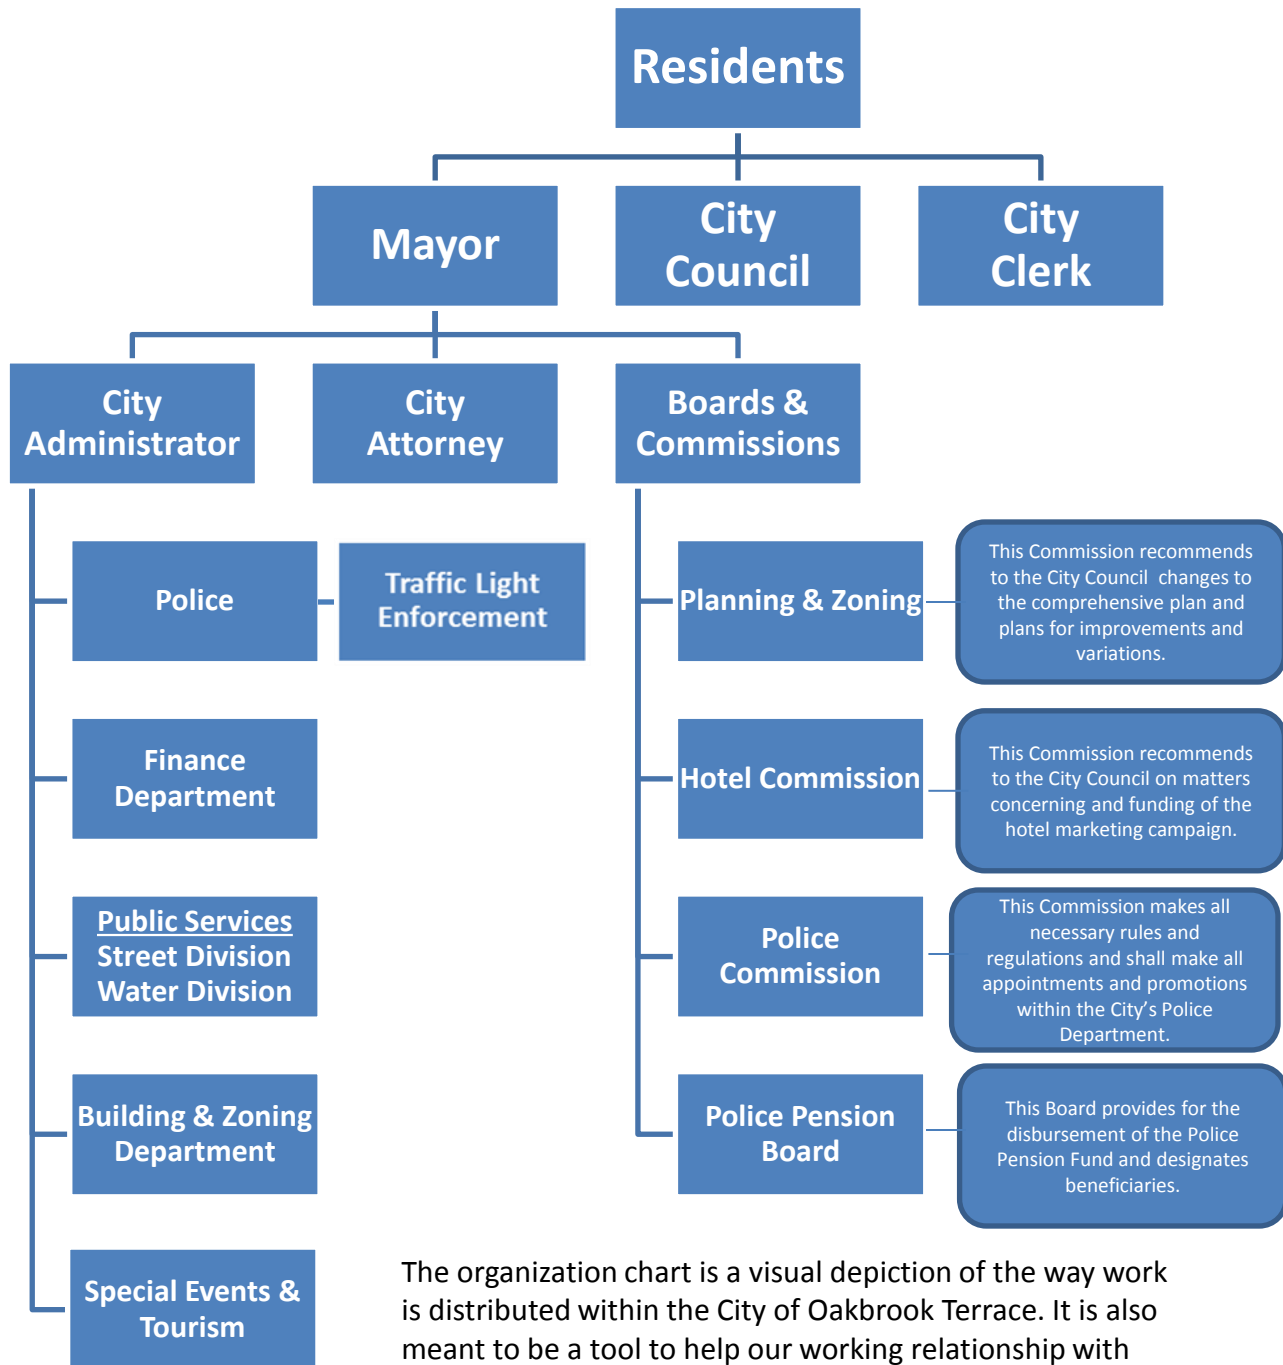 Residents
Mayor
City
Council
City
Clerk
City
Administrator
City
Attorney
Boards &
Commissions
Police
Traffic Light
Enforcement
Planning & Zoning
This Commission recommends
to the City Council changes to
the comprehensive plan and
plans for improvements and
variations.
Finance
Department
Hotel Commission
This Commission recommends
to the City Council on matters
concerning and funding of the
hotel marketing campaign.
Public Services
Street Division
Water Division
Police
Commission
This Commission makes all
necessary rules and
regulations and shall make all
appointments and promotions
within the City’s Police
Department.
Building & Zoning
Department
Police Pension
Board
This Board provides for the
disbursement of the Police
Pension Fund and designates
beneficiaries.
Special Events &
Tourism
The organization chart is a visual depiction of the way work
is distributed within the City of Oakbrook Terrace. It is also
meant to be a tool to help our working relationship with